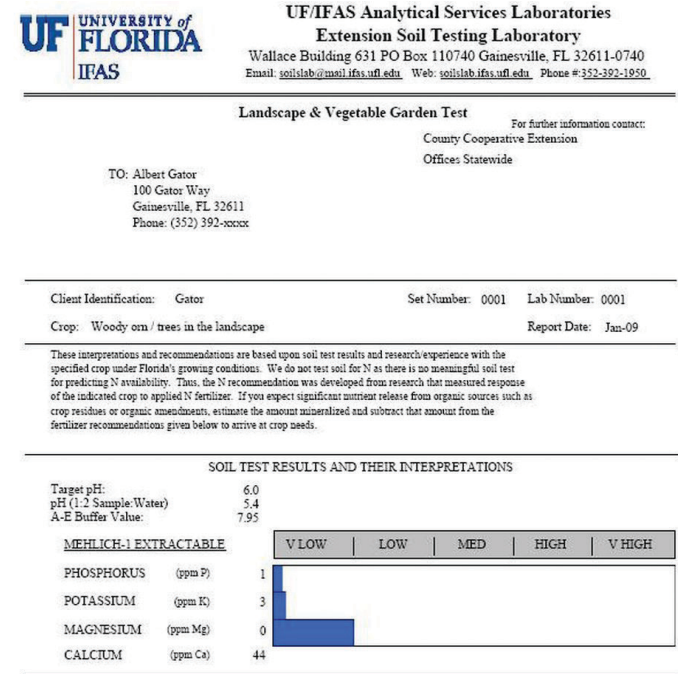 UF UNIVERSITY of FLORIDA
IFAS
UF/IFAS Analytical Services Laboratories
Extension Soil Testing Laboratory
Wallace Building 631 PO Box 110740 Gainesville, FL 32611-0740
Email: soilslab@mail.ifas.ufl.edu Web: soilslab.ifas.ufl.edu Phone #:352-392-1950
Landscape & Vegetable Garden Test
For further information contact:
County Cooperative Extension
Offices Statewide
TO: Albert Gator
100 Gator Way
Gainesville, FL 32611
Phone: (352) 392-xxxx
Client Identification: Gator Set Number: 0001 Lab Number: 0001
Crop: Woody orn / trees in the landscape Report Date: Jan-09
These interpretations and recommendations are based upon soil test results and research/experience with the
specified crop under Florida's growing conditions. We do not test soil for N as there is no meaningful soil test
for predicting N availability. Thus, the N recommendation was developed from research that measured response
of the indicated crop to applied N fertilizer. If you expect significant nutrient release from organic sources such as
crop residues or organic amendments, estimate the amount mineralized and subtract that amount from the
fertilizer recommendations given below to arrive at crop needs.
SOIL TEST RESULTS AND THEIR INTERPRETATIONS
Target pH: 6.0
pH (1:2 Sample:Water) 5.4
A-E Buffer Value: 7.95
MEHLICH-1 EXTRACTABLE V LOW | LOW | MED | HIGH | V HIGH
PHOSPHORUS (ppm P) 1
POTASSIUM (ppm K) 3
MAGNESIUM (ppm Mg) 0
CALCIUM (ppm Ca) 44